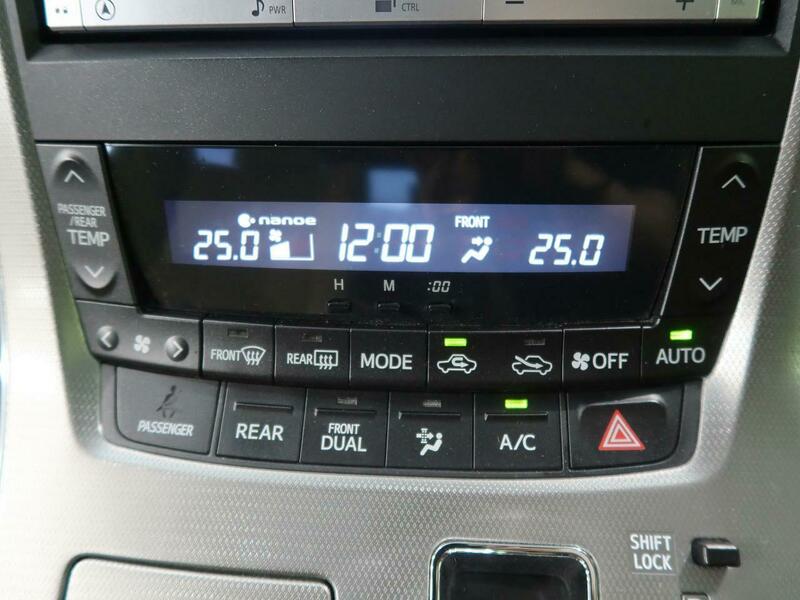 PWR CTRL
PASSENGER
/REAR
TEMP
nanoe
FRONT
25.0 12:00 25.0
H M :00
TEMP
FRONT
REAR
MODE
OFF
AUTO
PASSENGER
REAR
FRONT
DUAL
A/C
SHIFT
LOCK